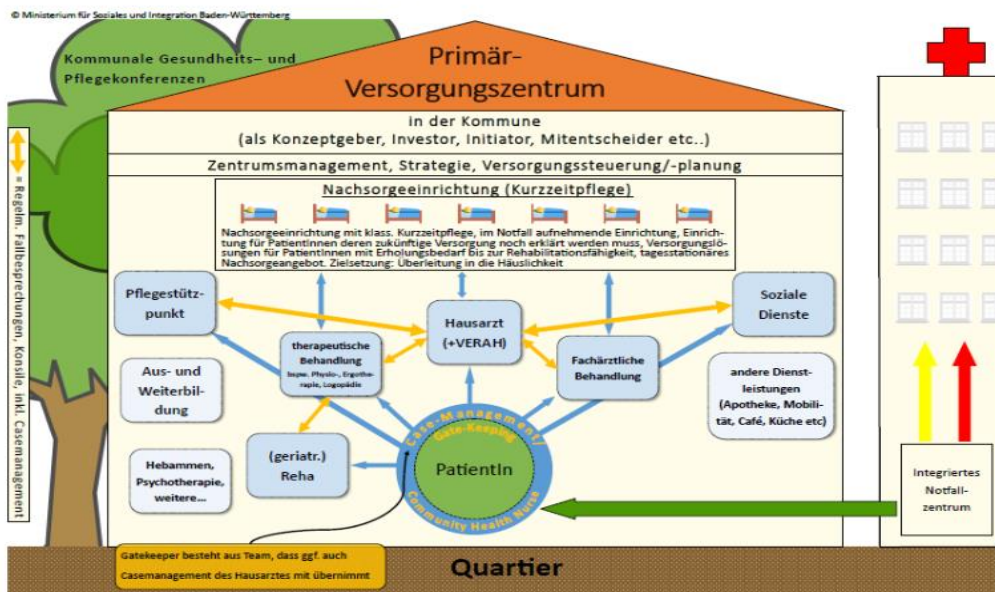 © Ministerium für Soziales und Integration Baden-Württemberg
Kommunale Gesundheits– und
Pflegekonferenzen
Primär-
Versorgungszentrum
in der Kommune
(als Konzeptgeber, Investor, Initiator, Mitentscheider etc..)
Zentrumsmanagement, Strategie, Versorgungssteuerung/-planung
Nachsorgeeinrichtung (Kurzzeitpflege)
Nachsorgeeinrichtung mit klass. Kurzzeitpflege, im Notfall aufnehmende Einrichtung, Einrich-
tung für PatientInnen deren zukünftige Versorgung noch erklärt werden muss, Versorgungslö-
sungen für PatientInnen mit Erholungsbedarf bis zur Rehabilitationsfähigkeit, tagesstationäres
Nachsorgeangebot. Zielsetzung: Überleitung in die Häuslichkeit
= Regelm. Fallbesprechungen, Konsile, inkl. Casemanagement
Pflegestütz-
punkt
Hausarzt
(+VERAH)
Soziale
Dienste
therapeutische
Behandlung
bspw. Physio-, Ergothe-
rapie, Logopädie
Fachärztliche
Behandlung
Aus- und
Weiterbil-
dung
andere Dienst-
leistungen
(Apotheke, Mobili-
tät, Café, Küche etc)
Hebammen,
Psychotherapie,
weitere...
(geriatr.)
Reha
Case-Management/
Gate-Keeping
PatientIn
Community Health Nurse
Integriertes
Notfall-
zentrum
Gatekeeper besteht aus Team, dass ggf. auch
Casemanagement des Hausarztes mit übernimmt
Quartier